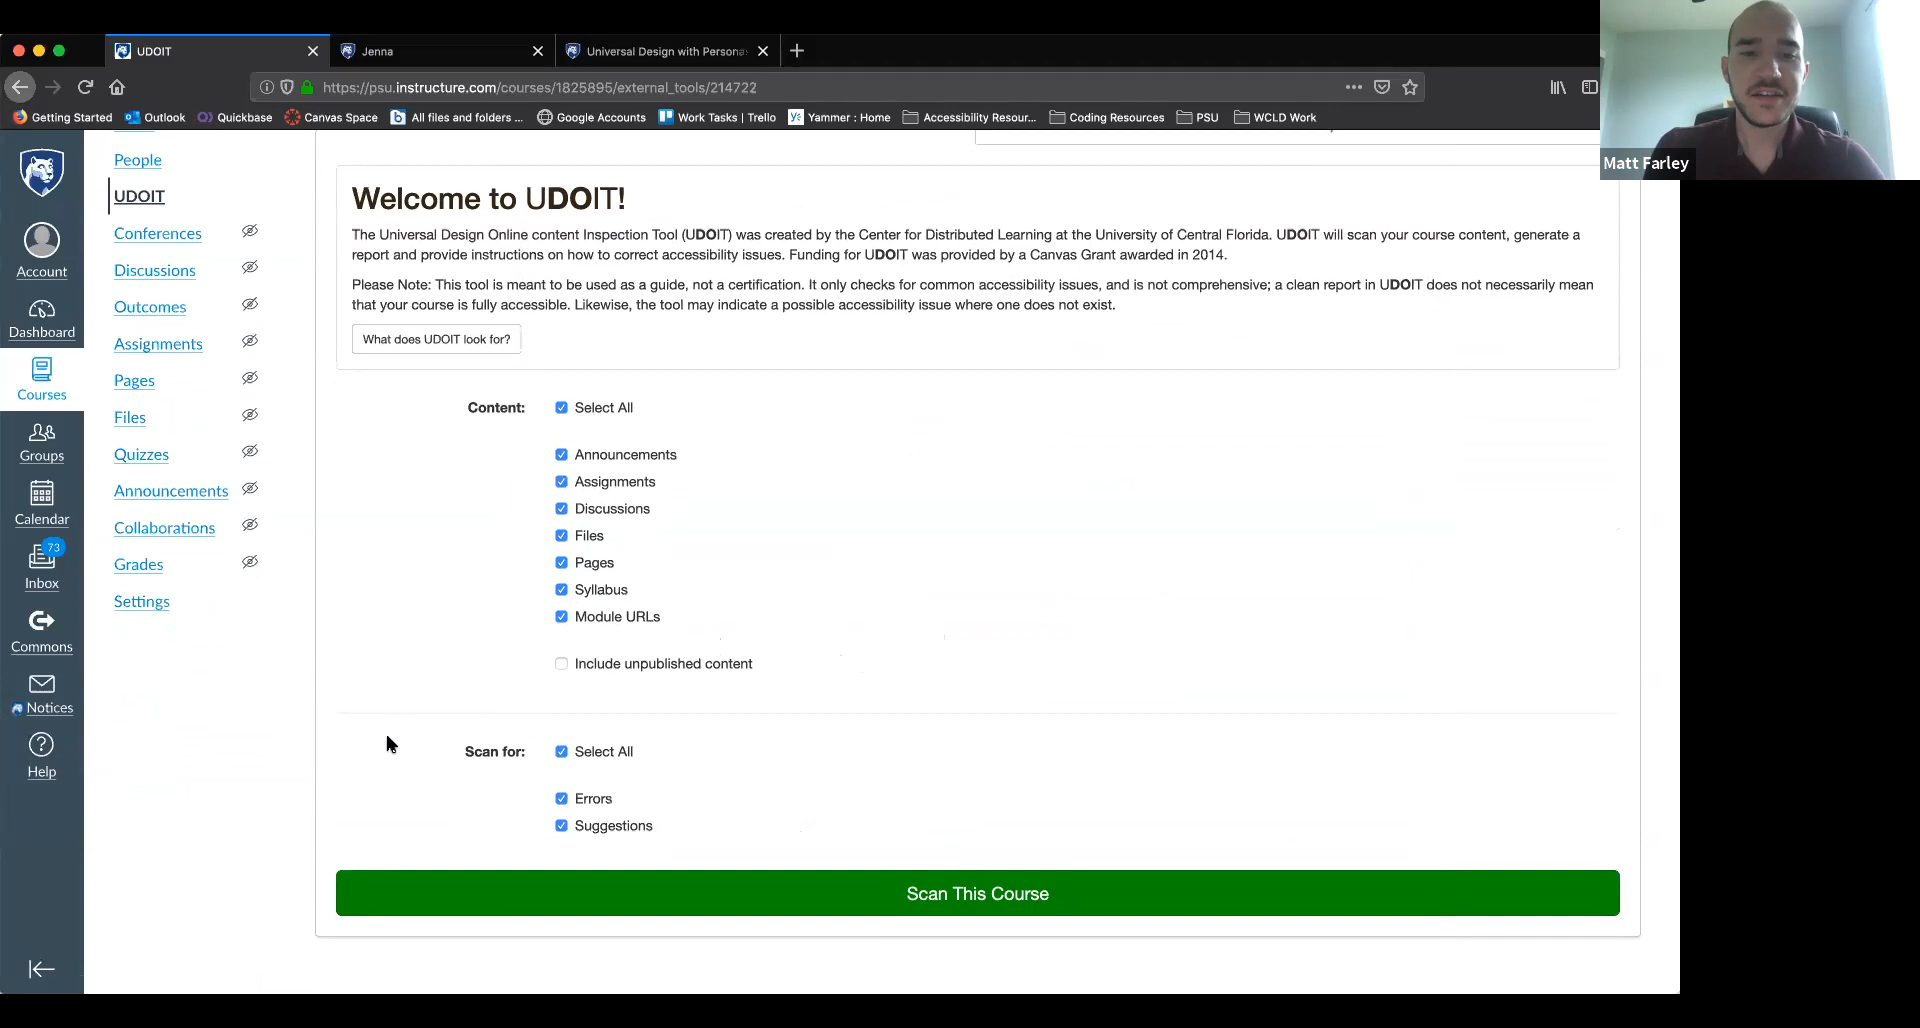 UDOIT
Jenna
Universal Design with Persona
https://psu.instructure.com/courses/1825895/external_tools/214722
Getting Started
Outlook
Quickbase
Canvas Space
All files and folders ...
Google Accounts
Work Tasks | Trello
Yammer : Home
Accessibility Resour...
Coding Resources
PSU
WCLD Work
Matt Farley
Account
Dashboard
Courses
Groups
Calendar
73
Inbox
Commons
Notices
Help
People
UDOIT
Conferences
Discussions
Outcomes
Assignments
Pages
Files
Quizzes
Announcements
Collaborations
Grades
Settings
Welcome to UDOIT!
The Universal Design Online content Inspection Tool (UDOIT) was created by the Center for Distributed Learning at the University of Central Florida. UDOIT will scan your course content, generate a
report and provide instructions on how to correct accessibility issues. Funding for UDOIT was provided by a Canvas Grant awarded in 2014.
Please Note: This tool is meant to be used as a guide, not a certification. It only checks for common accessibility issues, and is not comprehensive; a clean report in UDOIT does not necessarily mean
that your course is fully accessible. Likewise, the tool may indicate a possible accessibility issue where one does not exist.
What does UDOIT look for?
Content:
Select All
Announcements
Assignments
Discussions
Files
Pages
Syllabus
Module URLs
Include unpublished content
Scan for:
Select All
Errors
Suggestions
Scan This Course